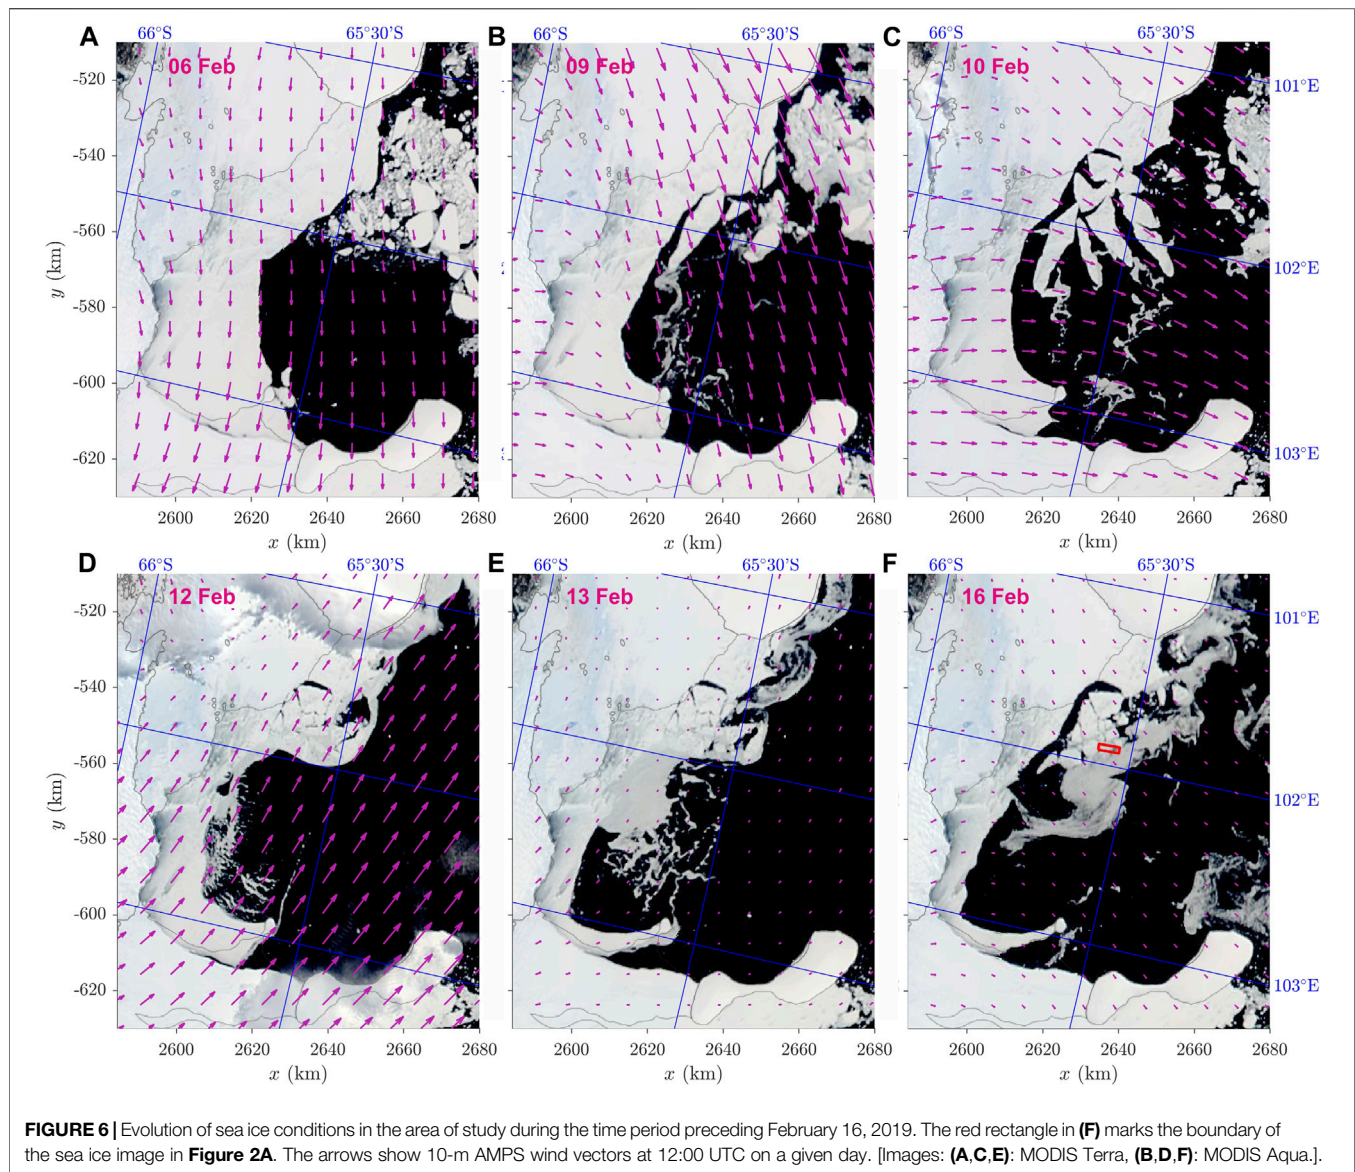 A
66°S
65°30'S
B
66°S
65°30'S
C
66°S
65°30'S
06 Feb
09 Feb
10 Feb
-520
-540
-560
-580
-600
-620
y (km)
101°E
102°E
103°E
2600 2620 2640 2660 2680
2600 2620 2640 2660 2680
2600 2620 2640 2660 2680
x (km)
x (km)
x (km)
D
66°S
65°30'S
E
66°S
65°30'S
F
66°S
65°30'S
12 Feb
13 Feb
16 Feb
-520
-540
-560
-580
-600
-620
y (km)
101°E
102°E
103°E
2600 2620 2640 2660 2680
2600 2620 2640 2660 2680
2600 2620 2640 2660 2680
x (km)
x (km)
x (km)
FIGURE 6 | Evolution of sea ice conditions in the area of study during the time period preceding February 16, 2019. The red rectangle in (F) marks the boundary of
the sea ice image in Figure 2A. The arrows show 10-m AMPS wind vectors at 12:00 UTC on a given day. [Images: (A,C,E): MODIS Terra, (B,D,F): MODIS Aqua.].